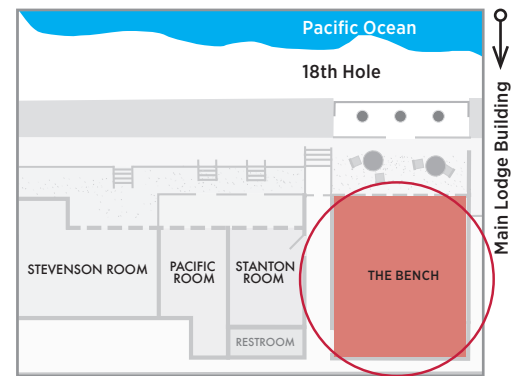 Pacific Ocean
18th Hole
Main Lodge Building
STEVENSON ROOM
PACIFIC
ROOM
STANTON
ROOM
THE BENCH
RESTROOM